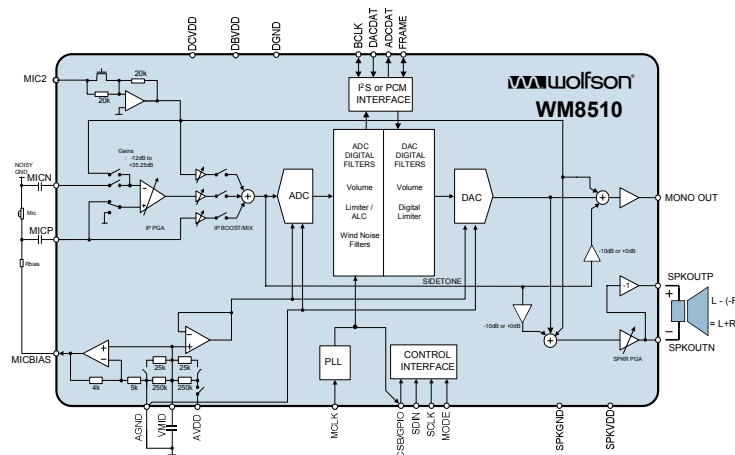 DCVDD
DBVDD
DGND
BCLK
DACDAT
ADCDAT
FRAME
MIC2
20k
20k
I²S or PCM
INTERFACE
wolfson®
WM8510
NOISY
GND
MICN
Gains
: -12dB to
+35.25dB
Mic
MICP
Rbias
IP PGA
IP BOOST/MIX
ADC
ADC
DIGITAL
FILTERS
Volume
Limiter /
ALC
Wind Noise
Filters
DAC
DIGITAL
FILTERS
Volume
Digital
Limiter
DAC
MONO OUT
-10dB or +0dB
SIDETONE
-10dB or +0dB
-1
SPKOUTP
L - (-R)
= L+R
SPKOUTN
SPKR PGA
MICBIAS
4k
5k
25k
25k
250k
250k
PLL
CONTROL
INTERFACE
AGND
VMID
AVDD
MCLK
CSB/GPIO
SDIN
SCLK
MODE
SPKGND
SPKVDD